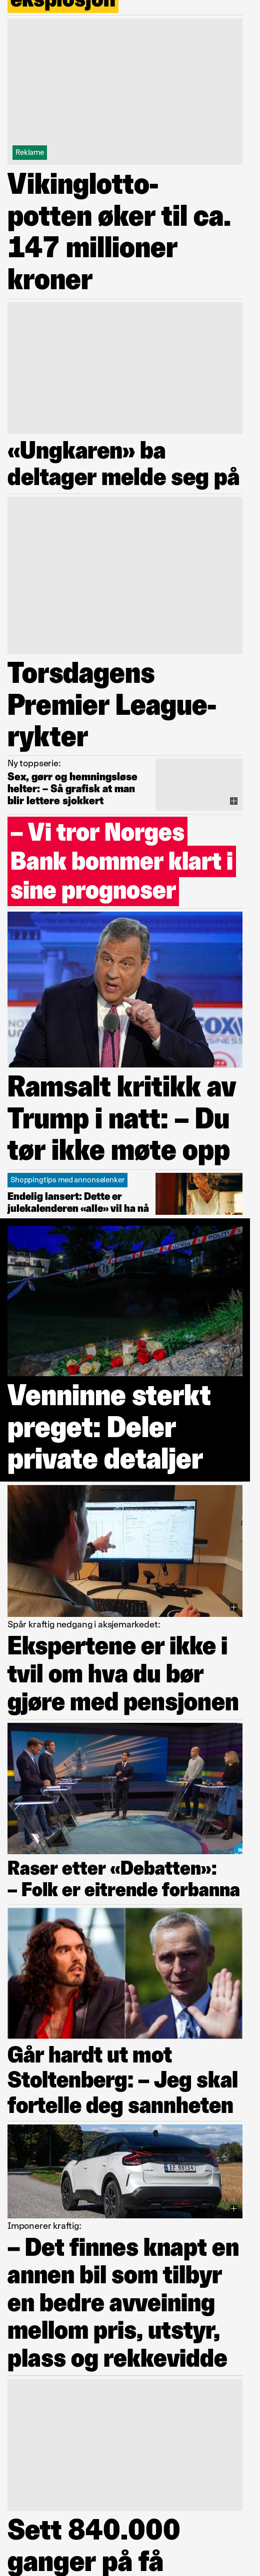 eksplosjon
Reklame
Vikinglotto-
potten øker til ca.
147 millioner
kroner
«Ungkaren» ba
deltager melde seg på
Torsdagens
Premier League-
rykter
Ny toppserie:
Sex, gørr og hemningsløse
helter: – Så grafisk at man
blir lettere sjokkert
– Vi tror Norges
Bank bommer klart i
sine prognoser
Ramsalt kritikk av
Trump i natt: – Du
tør ikke møte opp
Shoppingtips med annonselenker
Endelig lansert: Dette er
julekalenderen «alle» vil ha nå
Venninne sterkt
preget: Deler
private detaljer
Spår kraftig nedgang i aksjemarkedet:
Ekspertene er ikke i
tvil om hva du bør
gjøre med pensjonen
Raser etter «Debatten»:
– Folk er eitrende forbanna
Går hardt ut mot
Stoltenberg: – Jeg skal
fortelle deg sannheten
Imponerer kraftig:
– Det finnes knapt en
annen bil som tilbyr
en bedre avveining
mellom pris, utstyr,
plass og rekkevidde
Sett 840.000
ganger på få